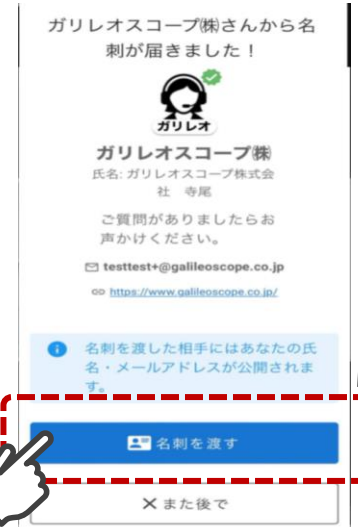 ガリレオスコープ㈱さんから名
刺が届きました！
ガリレオ
ガリレオスコープ㈱
氏名: ガリレオスコープ株式会
社 寺尾
ご質問がありましたらお
声かけください。
testtest+@galileoscope.co.jp
https://www.galileoscope.co.jp/
名刺を渡した相手にはあなたの氏
名・メールアドレスが公開されま
す。
名刺を渡す
× また後で